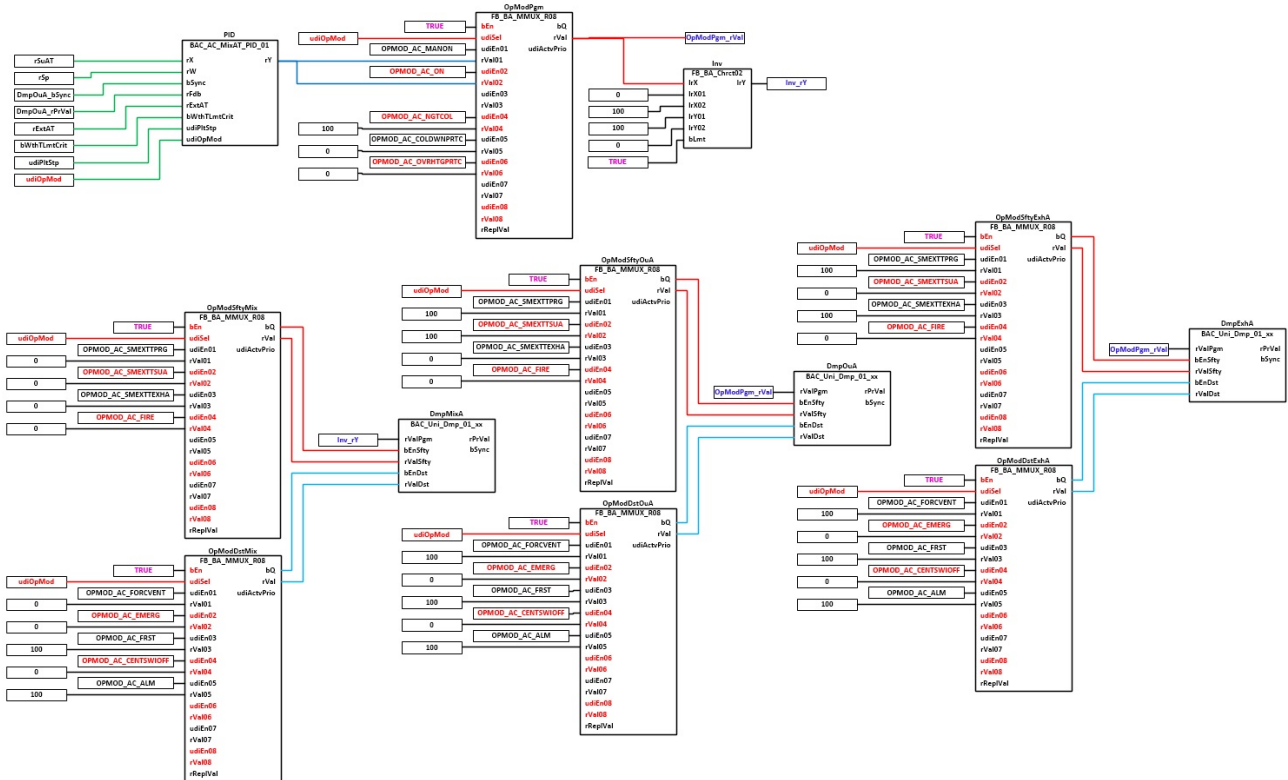 PID
BAC_AC_MixAT_PID_01
rSuAT
rX
rY
rSp
rW
DmpOuA_bSync
bSync
DmpOuA_rPrVal
rFdb
rExtAT
rExtAT
bWthTLmtCrit
bWthTLmtCrit
udiPltStp
udiPltStp
udiOpMod
udiOpMod
OpModPgm
FB_BA_MMUX_R08
TRUE
bEn
bQ
udiOpMod
udiSel
rVal
OpModPgm_rVal
OPMOD_AC_MANON
udiEn01
udiActvPrio
rVal01
OPMOD_AC_ON
udiEn02
rVal02
udiEn03
rVal03
OPMOD_AC_NGTCOL
udiEn04
100
rVal04
OPMOD_AC_COLDWNPRTC
udiEn05
0
rVal05
OPMOD_AC_OVRHTGPRTC
udiEn06
0
rVal06
udiEn07
rVal07
udiEn08
rVal08
rReplVal
Inv
FB_BA_Chrct02
lrX
lrY
Inv_rY
0
lrX01
100
lrX02
100
lrY01
0
lrY02
TRUE
bLmt
OpModSftyMix
FB_BA_MMUX_R08
TRUE
bEn
bQ
udiOpMod
udiSel
rVal
OPMOD_AC_SMEXTTPRG
udiEn01
udiActvPrio
0
rVal01
OPMOD_AC_SMEXTTSUA
udiEn02
0
rVal02
OPMOD_AC_SMEXTTEXHA
udiEn03
0
rVal03
OPMOD_AC_FIRE
udiEn04
0
rVal04
udiEn05
rVal05
udiEn06
rVal06
udiEn07
rVal07
udiEn08
rVal08
rReplVal
DmpMixA
BAC_Uni_Dmp_01_xx
Inv_rY
rValPgm
rPrVal
bEnSfty
bSync
rValSfty
bEnDst
rValDst
OpModDstMix
FB_BA_MMUX_R08
TRUE
bEn
bQ
udiOpMod
udiSel
rVal
OPMOD_AC_FORCVENT
udiEn01
udiActvPrio
0
rVal01
OPMOD_AC_EMERG
udiEn02
0
rVal02
OPMOD_AC_FRST
udiEn03
100
rVal03
OPMOD_AC_CENTSWIOFF
udiEn04
0
rVal04
OPMOD_AC_ALM
udiEn05
100
rVal05
udiEn06
rVal06
udiEn07
rVal07
udiEn08
rVal08
rReplVal
OpModSftyOuA
FB_BA_MMUX_R08
TRUE
bEn
bQ
udiOpMod
udiSel
rVal
OPMOD_AC_SMEXTTPRG
udiEn01
udiActvPrio
100
rVal01
OPMOD_AC_SMEXTTSUA
udiEn02
100
rVal02
OPMOD_AC_SMEXTTEXHA
udiEn03
0
rVal03
OPMOD_AC_FIRE
udiEn04
0
rVal04
udiEn05
rVal05
udiEn06
rVal06
udiEn07
rVal07
udiEn08
rVal08
rReplVal
DmpOuA
BAC_Uni_Dmp_01_xx
OpModPgm_rVal
rValPgm
rPrVal
bEnSfty
bSync
rValSfty
bEnDst
rValDst
OpModDstOuA
FB_BA_MMUX_R08
TRUE
bEn
bQ
udiOpMod
udiSel
rVal
OPMOD_AC_FORCVENT
udiEn01
udiActvPrio
100
rVal01
OPMOD_AC_EMERG
udiEn02
0
rVal02
OPMOD_AC_FRST
udiEn03
100
rVal03
OPMOD_AC_CENTSWIOFF
udiEn04
0
rVal04
OPMOD_AC_ALM
udiEn05
100
rVal05
udiEn06
rVal06
udiEn07
rVal07
udiEn08
rVal08
rReplVal
OpModSftyExhA
FB_BA_MMUX_R08
TRUE
bEn
bQ
udiOpMod
udiSel
rVal
OPMOD_AC_SMEXTTPRG
udiEn01
udiActvPrio
100
rVal01
OPMOD_AC_SMEXTTSUA
udiEn02
0
rVal02
OPMOD_AC_SMEXTTEXHA
udiEn03
100
rVal03
OPMOD_AC_FIRE
udiEn04
0
rVal04
udiEn05
rVal05
udiEn06
rVal06
udiEn07
rVal07
udiEn08
rVal08
rReplVal
DmpExhA
BAC_Uni_Dmp_01_xx
OpModPgm_rVal
rValPgm
rPrVal
bEnSfty
bSync
rValSfty
bEnDst
rValDst
OpModDstExhA
FB_BA_MMUX_R08
TRUE
bEn
bQ
udiOpMod
udiSel
rVal
OPMOD_AC_FORCVENT
udiEn01
udiActvPrio
100
rVal01
OPMOD_AC_EMERG
udiEn02
0
rVal02
OPMOD_AC_FRST
udiEn03
100
rVal03
OPMOD_AC_CENTSWIOFF
udiEn04
0
rVal04
OPMOD_AC_ALM
udiEn05
100
rVal05
udiEn06
rVal06
udiEn07
rVal07
udiEn08
rVal08
rReplVal